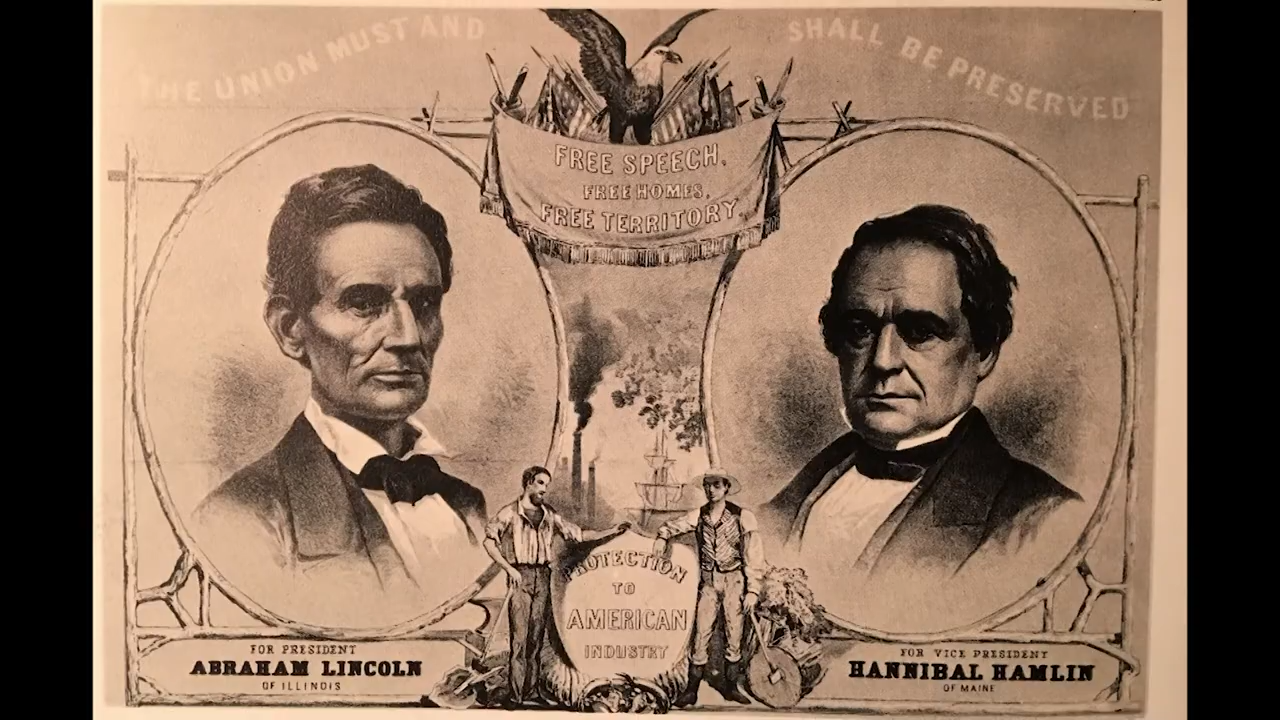 THE UNION MUST AND
SHALL BE PRESERVED
FREE SPEECH,
FREE HOMES,
FREE TERRITORY
PROTECTION
TO
AMERICAN
INDUSTRY
FOR PRESIDENT
ABRAHAM LINCOLN
OF ILLINOIS
FOR VICE PRESIDENT
HANNIBAL HAMLIN
OF MAINE